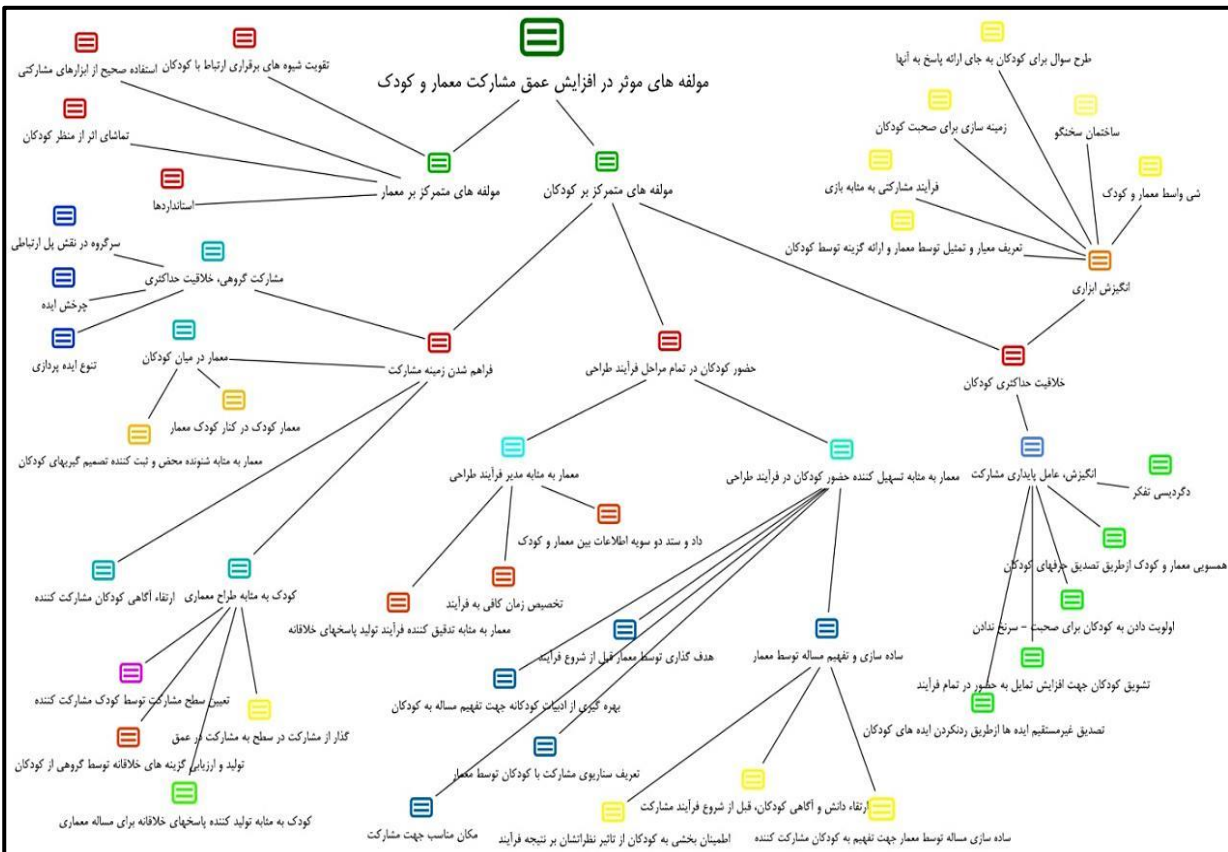 مولفه های موثر در افزایش عمق مشارکت معمار و کودک
تقویت شیوه های برقراری ارتباط با کودکان
استفاده صحیح از ابزارهای مشارکتی
تماشای اثر از منظر کودکان
استانداردها
مولفه های متمرکز بر معمار
مولفه های متمرکز بر کودکان
طرح سوال برای کودکان به جای ارائه پاسخ به آنها
زمینه سازی برای صحبت کودکان
ساختمان سخنگو
فرآیند مشارکتی به مثابه بازی
شی واسط معمار و کودک
تعریف معیار و تمثیل توسط معمار و ارائه گزینه توسط کودکان
انگیزش ابزاری
سرگروه در نقش پل ارتباطی
مشارکت گروهی، خلاقیت حداکثری
چرخش ایده
تنوع ایده پردازی
معمار در میان کودکان
فراهم شدن زمینه مشارکت
حضور کودکان در تمام مراحل فرآیند طراحی
خلاقیت حداکثری کودکان
معمار کودک در کنار کودک معمار
معمار به مثابه شنونده محض و ثبت کننده تصمیم گیریهای کودکان
معمار به مثابه مدیر فرآیند طراحی
معمار به مثابه تسهیل کننده حضور کودکان در فرآیند طراحی
انگیزش، عامل پایداری مشارکت
دگردیسی تفکر
داد و ستد دو سویه اطلاعات بین معمار و کودک
همسویی معمار و کودک ازطریق تصدیق حرفهای کودکان
ارتقاء آگاهی کودکان مشارکت کننده
کودک به مثابه طراح معماری
تخصیص زمان کافی به فرآیند
معمار به مثابه تدقیق کننده فرآیند تولید پاسخهای خلاقانه
اولویت دادن به کودکان برای صحبت – سرنخ ندادن
هدف گذاری توسط معمار قبل از شروع فرآیند
ساده سازی و تفهیم مساله توسط معمار
تشویق کودکان جهت افزایش تمایل به حضور در تمام فرآیند
تعیین سطح مشارکت توسط کودک مشارکت کننده
بهره گیری از ادبیات کودکانه جهت تفهیم مساله به کودکان
گذار از مشارکت در سطح به مشارکت در عمق
تصدیق غیرمستقیم ایده ها ازطریق ردنکردن ایده های کودکان
تولید و ارزیابی گزینه های خلاقانه توسط گروهی از کودکان
تعریف سناریوی مشارکت با کودکان توسط معمار
ارتقاء دانش و آگاهی کودکان، قبل از شروع فرآیند مشارکت
کودک به مثابه تولید کننده پاسخهای خلاقانه برای مساله معماری
مکان مناسب جهت مشارکت
اطمینان بخشی به کودکان از تاثیر نظراتشان بر نتیجه فرآیند
ساده سازی مساله توسط معمار جهت تفهیم به کودکان مشارکت کننده